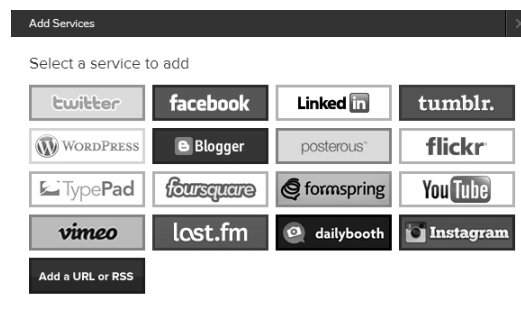 Add Services
Select a service to add
twitter facebook Linked in tumblr.
WORDPRESS Blogger posterous flickr
TypePad foursquare formspring YouTube
vimeo last.fm dailybooth Instagram
Add a URL or RSS